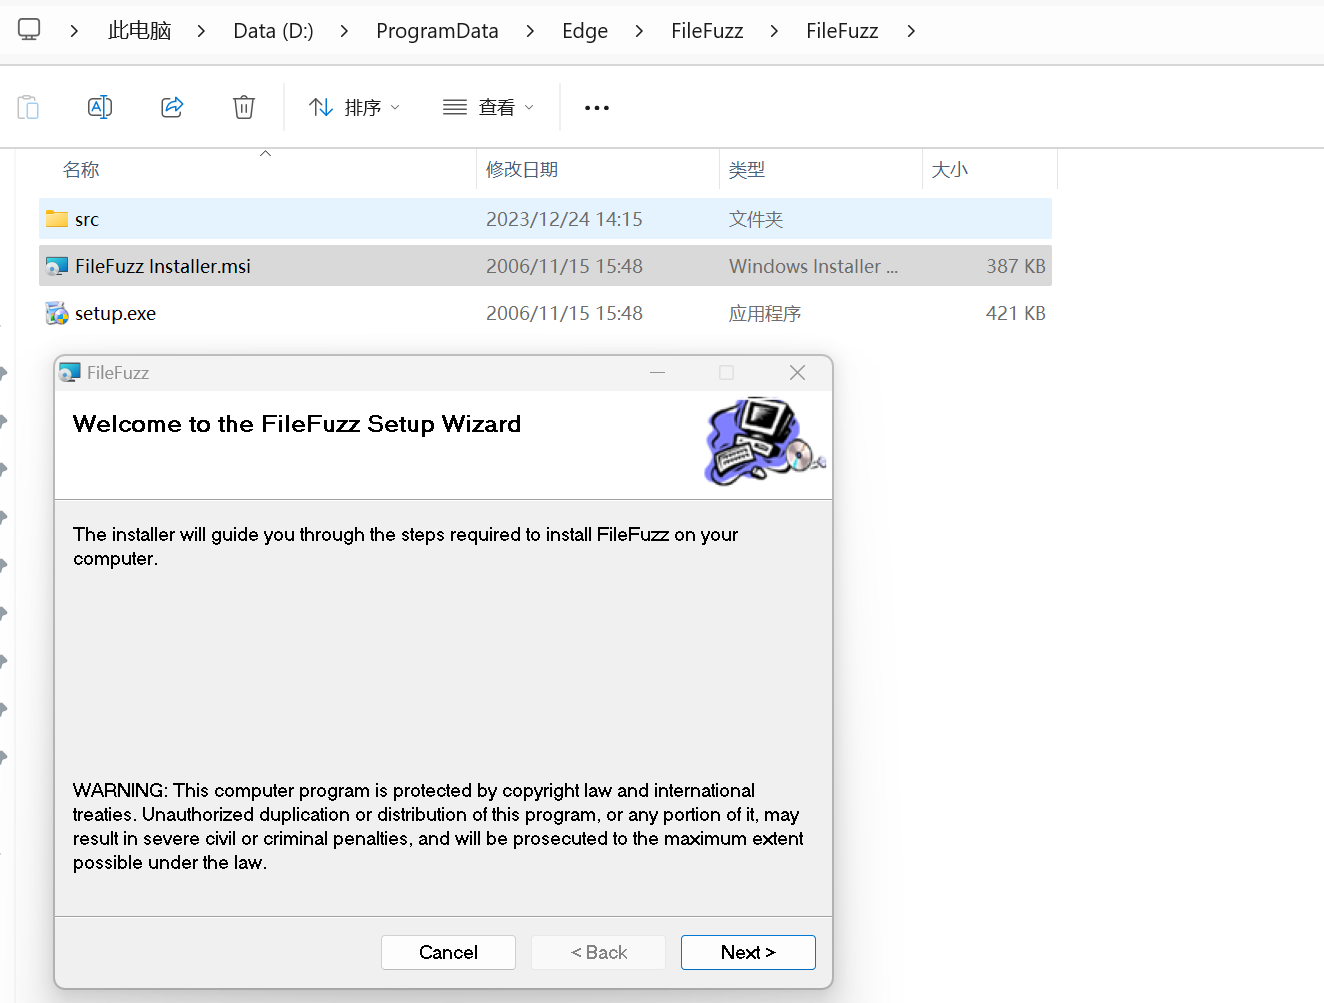 此电脑 Data (D:) ProgramData Edge FileFuzz FileFuzz
排序 查看
名称 修改日期 类型 大小
src 2023/12/24 14:15 文件夹
FileFuzz Installer.msi 2006/11/15 15:48 Windows Installer ... 387 KB
setup.exe 2006/11/15 15:48 应用程序 421 KB
FileFuzz
Welcome to the FileFuzz Setup Wizard
The installer will guide you through the steps required to install FileFuzz on your
computer.
WARNING: This computer program is protected by copyright law and international
treaties. Unauthorized duplication or distribution of this program, or any portion of it, may
result in severe civil or criminal penalties, and will be prosecuted to the maximum extent
possible under the law.
Cancel < Back Next >